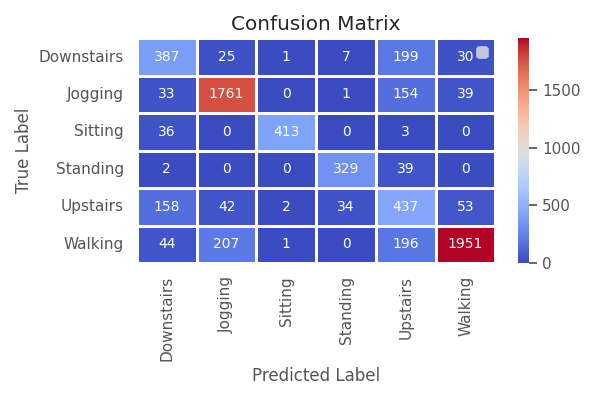 Confusion Matrix
True Label
Downstairs 387 25 1 7 199 30
Jogging 33 1761 0 1 154 39
Sitting 36 0 413 0 3 0
Standing 2 0 0 329 39 0
Upstairs 158 42 2 34 437 53
Walking 44 207 1 0 196 1951
Downstairs Jogging Sitting Standing Upstairs Walking
Predicted Label
1500
1000
500
0